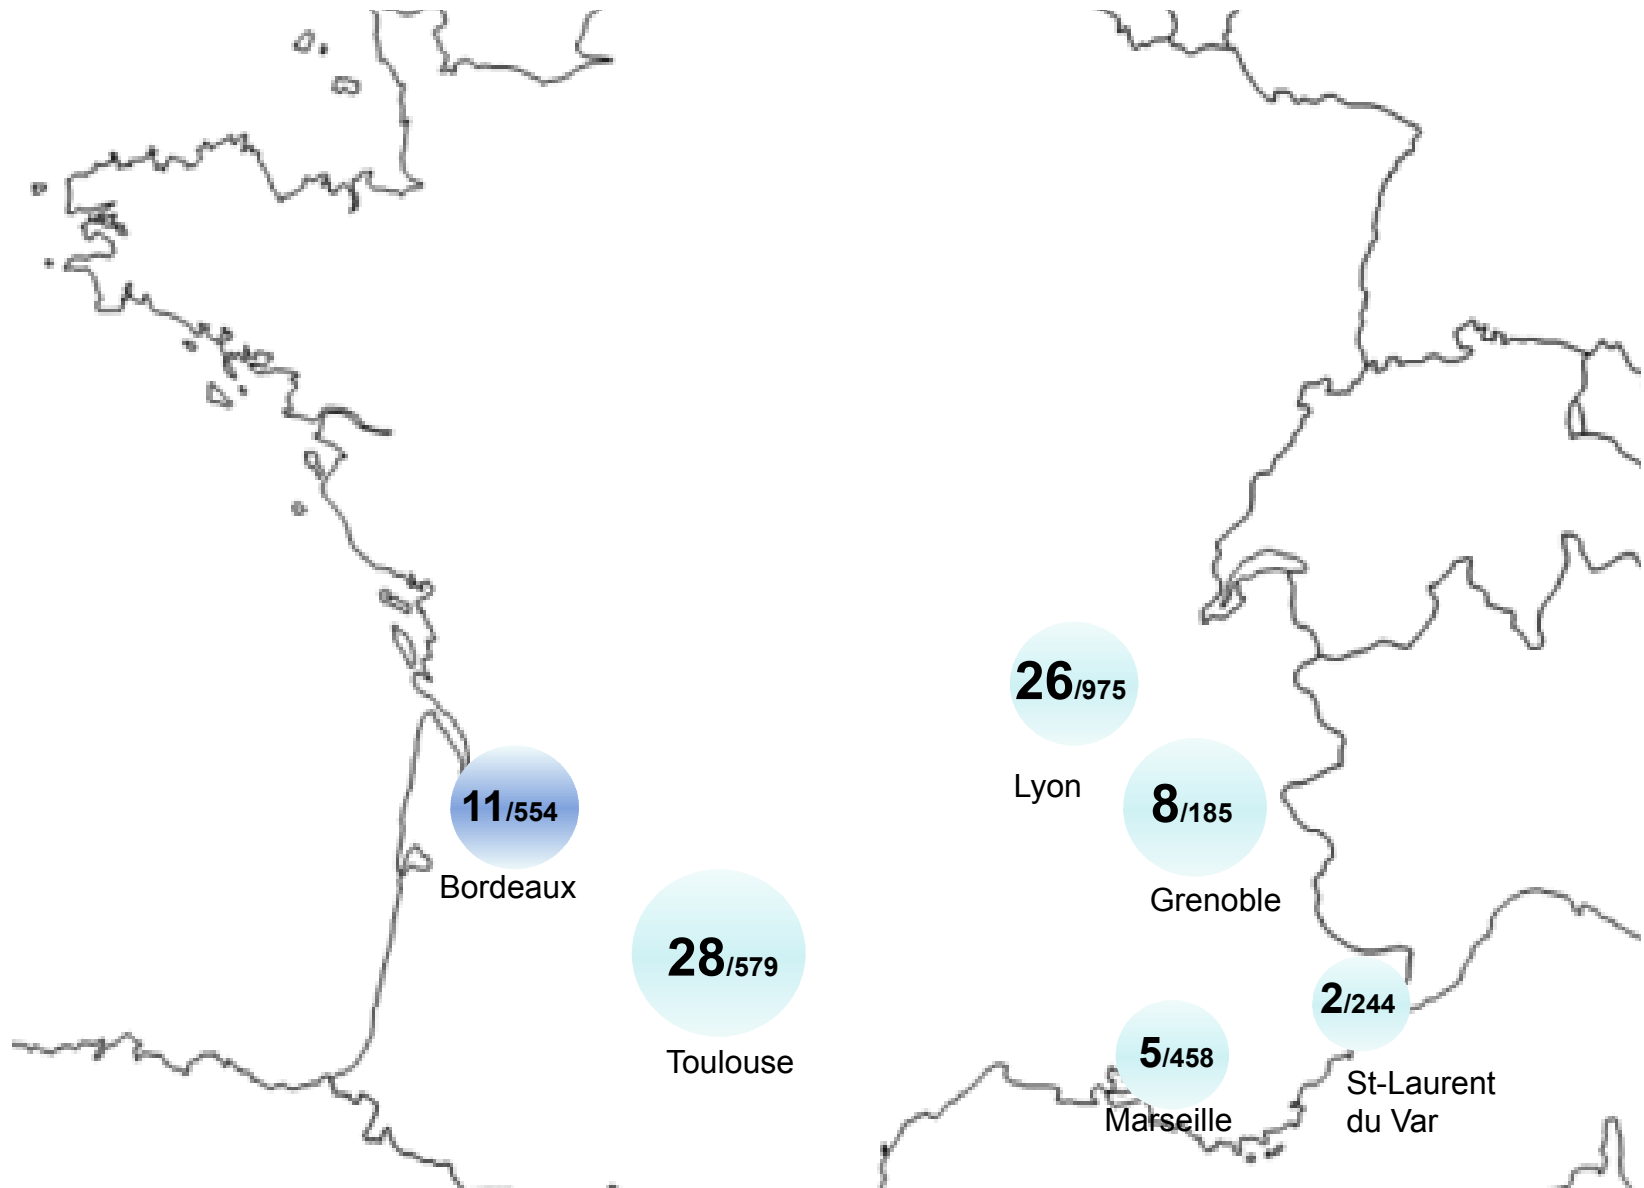 26/975
Lyon
11/554
Bordeaux
8/185
Grenoble
28/579
Toulouse
2/244
St-Laurent
du Var
5/458
Marseille